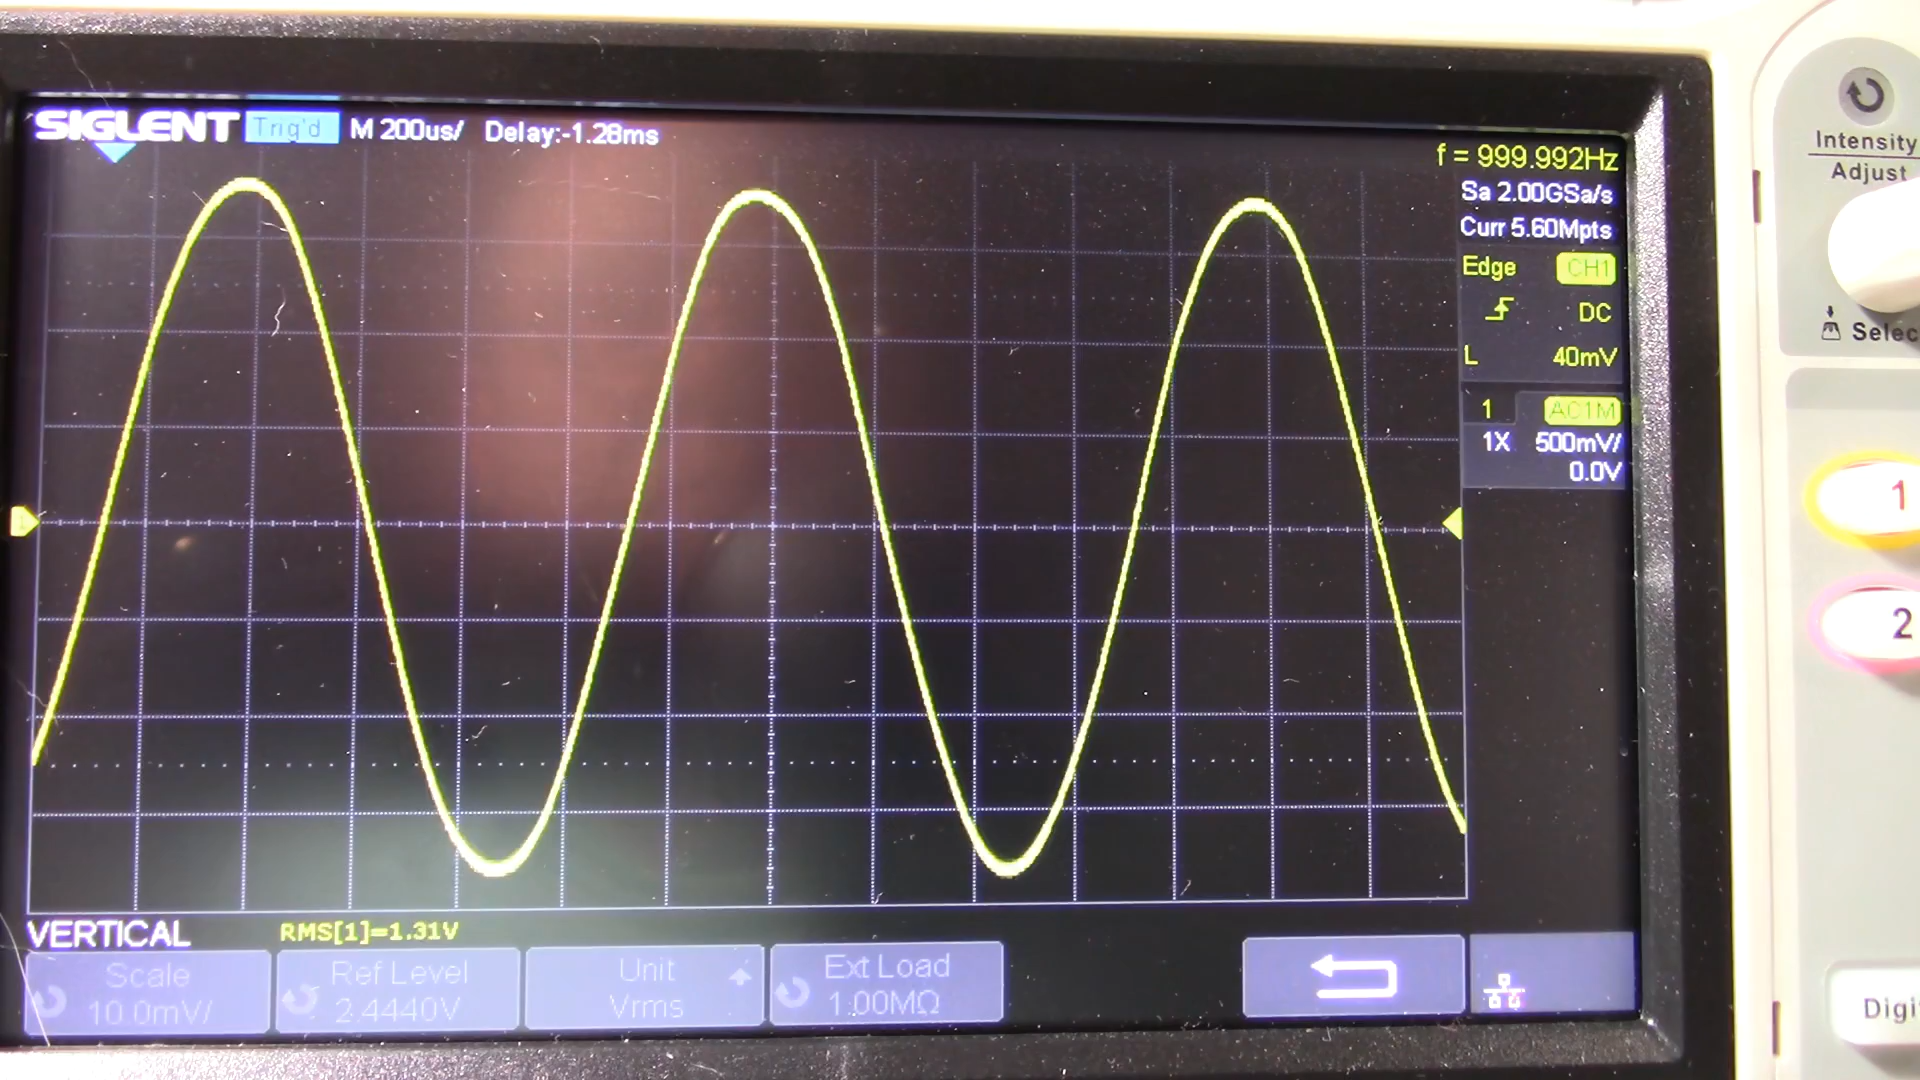 SIGLENT Trig'd M 200us/ Delay:-1.28ms
f = 999.992Hz
Sa 2.00GSa/s
Curr 5.60Mpts
Edge CH1
DC
L 40mV
1 AC1M
1X 500mV/
0.0V
VERTICAL RMS[1]=1.31V
Scale
10.0mV/
Ref Level
2.4440V
Unit
Vrms
Ext Load
1.00MΩ
Intensity
Adjust
Selec
1
2
Digi